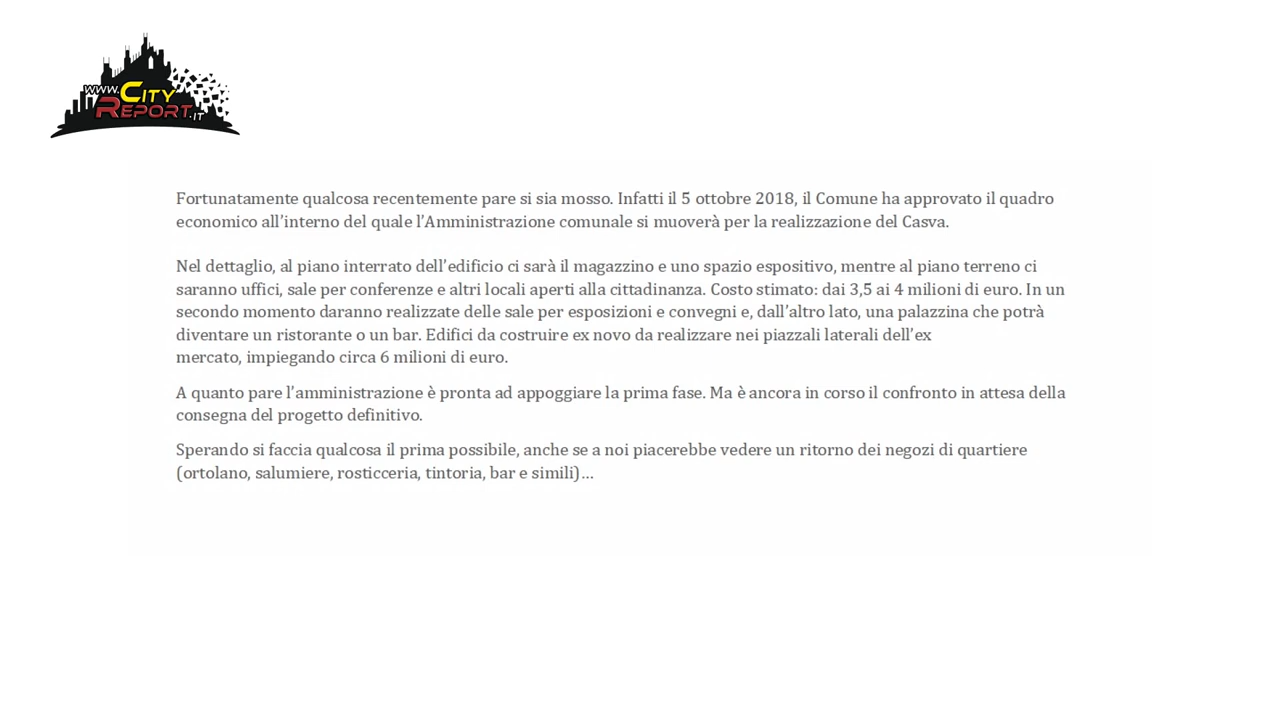 www.CITY
REPORT.IT
Fortunatamente qualcosa recentemente pare si sia mosso. Infatti il 5 ottobre 2018, il Comune ha approvato il quadro
economico all’interno del quale l’Amministrazione comunale si muoverà per la realizzazione del Casva.
Nel dettaglio, al piano interrato dell’edificio ci sarà il magazzino e uno spazio espositivo, mentre al piano terreno ci
saranno uffici, sale per conferenze e altri locali aperti alla cittadinanza. Costo stimato: dai 3,5 ai 4 milioni di euro. In un
secondo momento daranno realizzate delle sale per esposizioni e convegni e, dall’altro lato, una palazzina che potrà
diventare un ristorante o un bar. Edifici da costruire ex novo da realizzare nei piazzali laterali dell’ex
mercato, impiegando circa 6 milioni di euro.
A quanto pare l’amministrazione è pronta ad appoggiare la prima fase. Ma è ancora in corso il confronto in attesa della
consegna del progetto definitivo.
Sperando si faccia qualcosa il prima possibile, anche se a noi piacerebbe vedere un ritorno dei negozi di quartiere
(ortolano, salumiere, rosticceria, tintoria, bar e simili)…